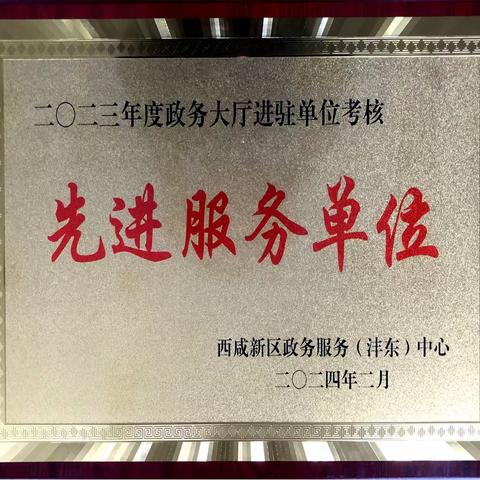 二〇二三年度政务大厅进驻单位考核
先进服务单位
西咸新区政务服务（沣东）中心
二〇二四年二月